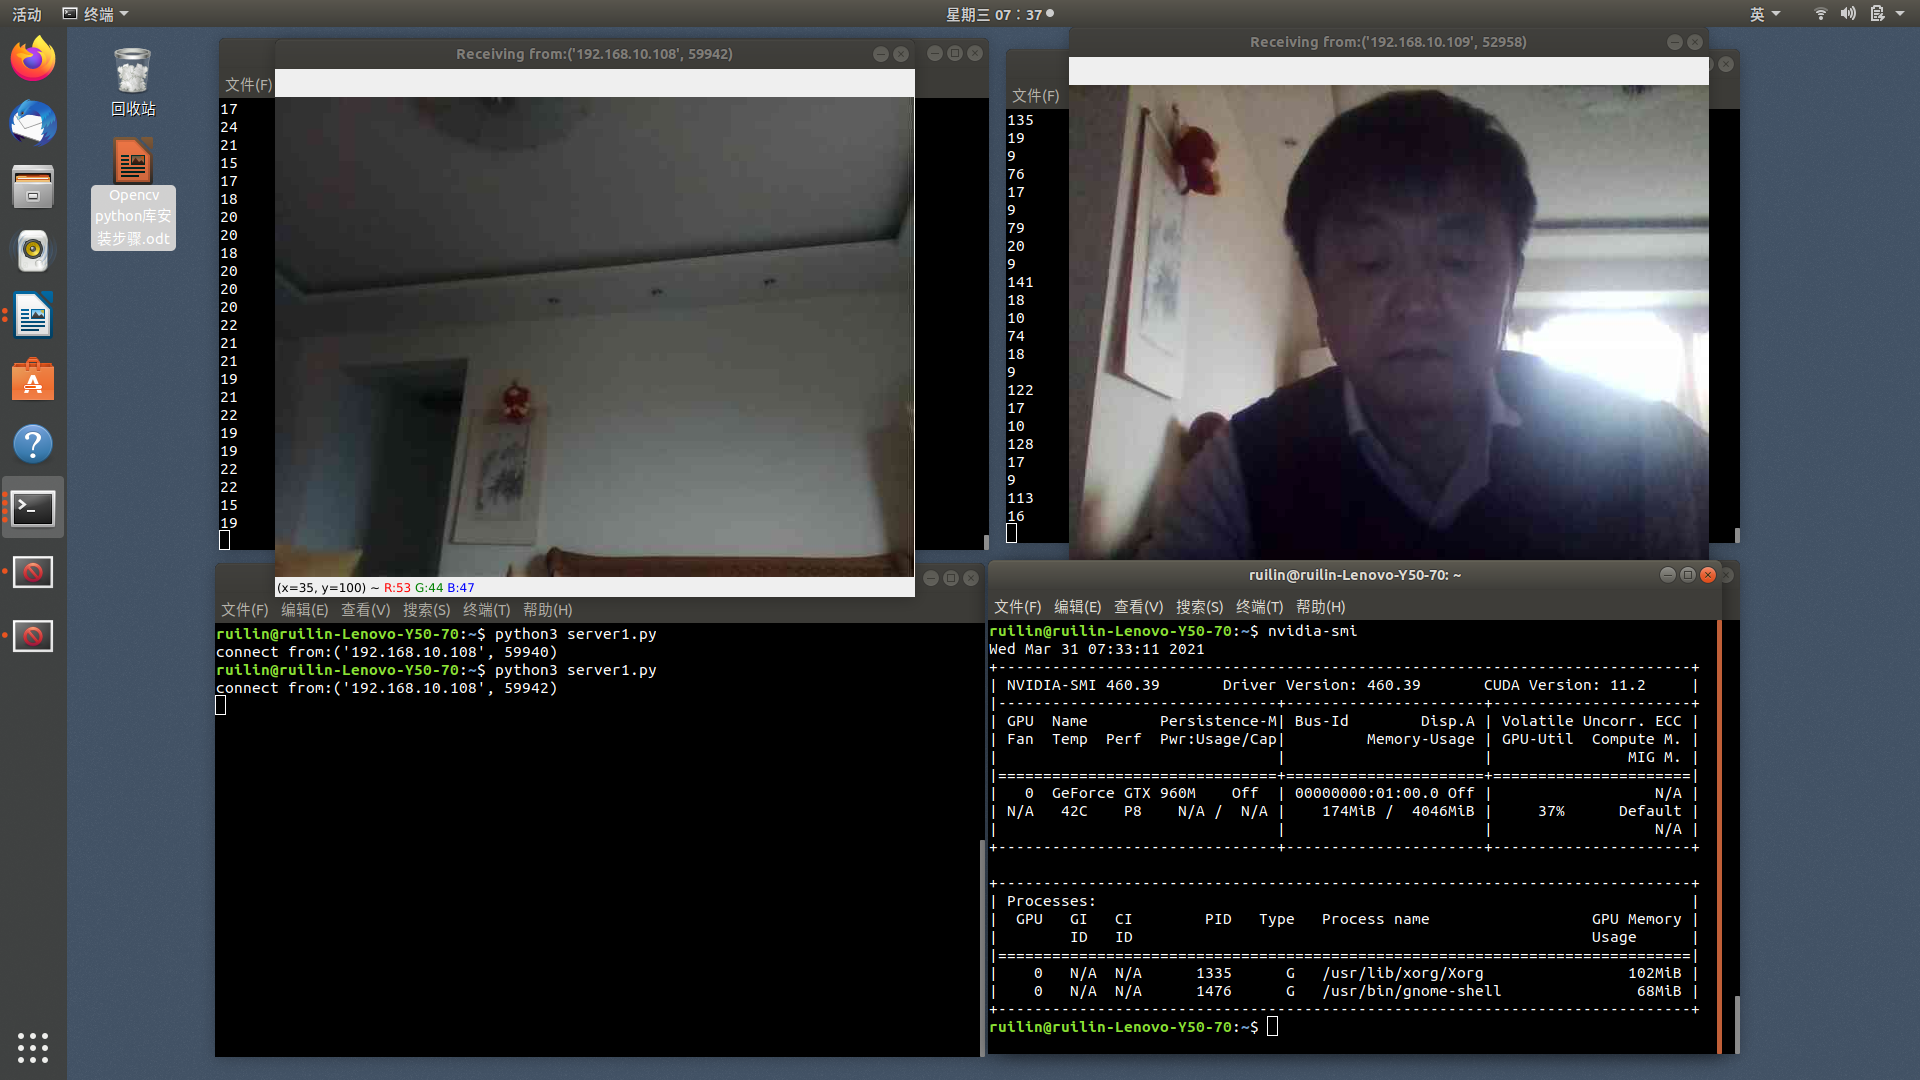 活动
终端
星期三 07：37
英
回收站
Opencv
python库安
装步骤.odt
Receiving from:('192.168.10.108', 59942)
文件(F)
17
24
21
15
17
18
20
20
18
20
20
20
22
21
21
19
21
22
19
19
22
22
15
19
(x=35, y=100) ~ R:53 G:44 B:47
Receiving from:('192.168.10.109', 52958)
文件(F)
135
19
9
76
17
9
79
20
9
141
18
10
74
18
9
122
17
10
128
17
9
113
16
文件(F) 编辑(E) 查看(V) 搜索(S) 终端(T) 帮助(H)
ruilin@ruilin-Lenovo-Y50-70:~$ python3 server1.py
connect from:('192.168.10.108', 59940)
ruilin@ruilin-Lenovo-Y50-70:~$ python3 server1.py
connect from:('192.168.10.108', 59942)
ruilin@ruilin-Lenovo-Y50-70: ~
文件(F) 编辑(E) 查看(V) 搜索(S) 终端(T) 帮助(H)
ruilin@ruilin-Lenovo-Y50-70:~$ nvidia-smi
Wed Mar 31 07:33:11 2021
+-----------------------------------------------------------------------------+
| NVIDIA-SMI 460.39       Driver Version: 460.39       CUDA Version: 11.2     |
|-------------------------------+----------------------+----------------------+
| GPU  Name        Persistence-M| Bus-Id        Disp.A | Volatile Uncorr. ECC |
| Fan  Temp  Perf  Pwr:Usage/Cap|         Memory-Usage | GPU-Util  Compute M. |
|                               |                      |               MIG M. |
|===============================+======================+======================|
|   0  GeForce GTX 960M    Off  | 00000000:01:00.0 Off |                  N/A |
| N/A   42C    P8    N/A /  N/A |    174MiB /  4046MiB |     37%      Default |
|                               |                      |                  N/A |
+-------------------------------+----------------------+----------------------+
+-----------------------------------------------------------------------------+
| Processes:                                                                  |
|  GPU   GI   CI        PID   Type   Process name                  GPU Memory |
|        ID   ID                                                   Usage      |
|=============================================================================|
|    0   N/A  N/A      1335      G   /usr/lib/xorg/Xorg                102MiB |
|    0   N/A  N/A      1476      G   /usr/bin/gnome-shell               68MiB |
+-----------------------------------------------------------------------------+
ruilin@ruilin-Lenovo-Y50-70:~$